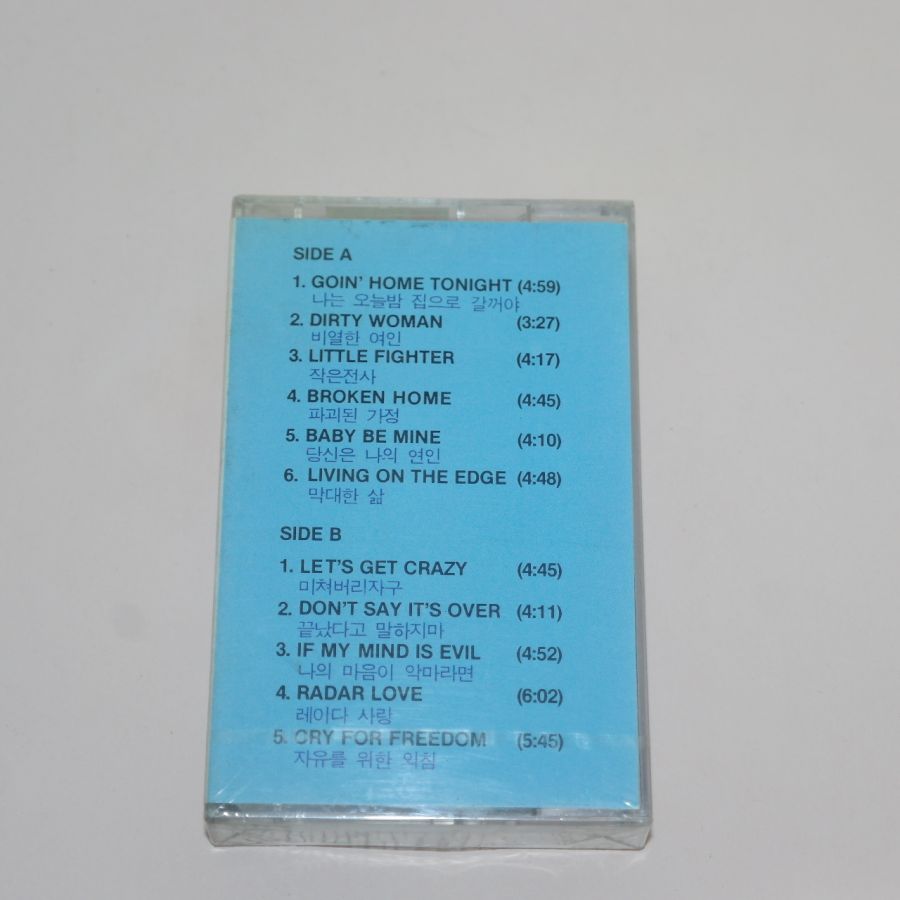 SIDE A
1. GOIN' HOME TONIGHT (4:59)
나는 오늘밤 집으로 갈꺼야
2. DIRTY WOMAN (3:27)
비열한 여인
3. LITTLE FIGHTER (4:17)
작은전사
4. BROKEN HOME (4:45)
파괴된 가정
5. BABY BE MINE (4:10)
당신은 나의 연인
6. LIVING ON THE EDGE (4:48)
막대한 삶
SIDE B
1. LET'S GET CRAZY (4:45)
미쳐버리자구
2. DON'T SAY IT'S OVER (4:11)
끝났다고 말하지마
3. IF MY MIND IS EVIL (4:52)
나의 마음이 악마라면
4. RADAR LOVE (6:02)
레이다 사랑
5. CRY FOR FREEDOM (5:45)
자유를 위한 외침